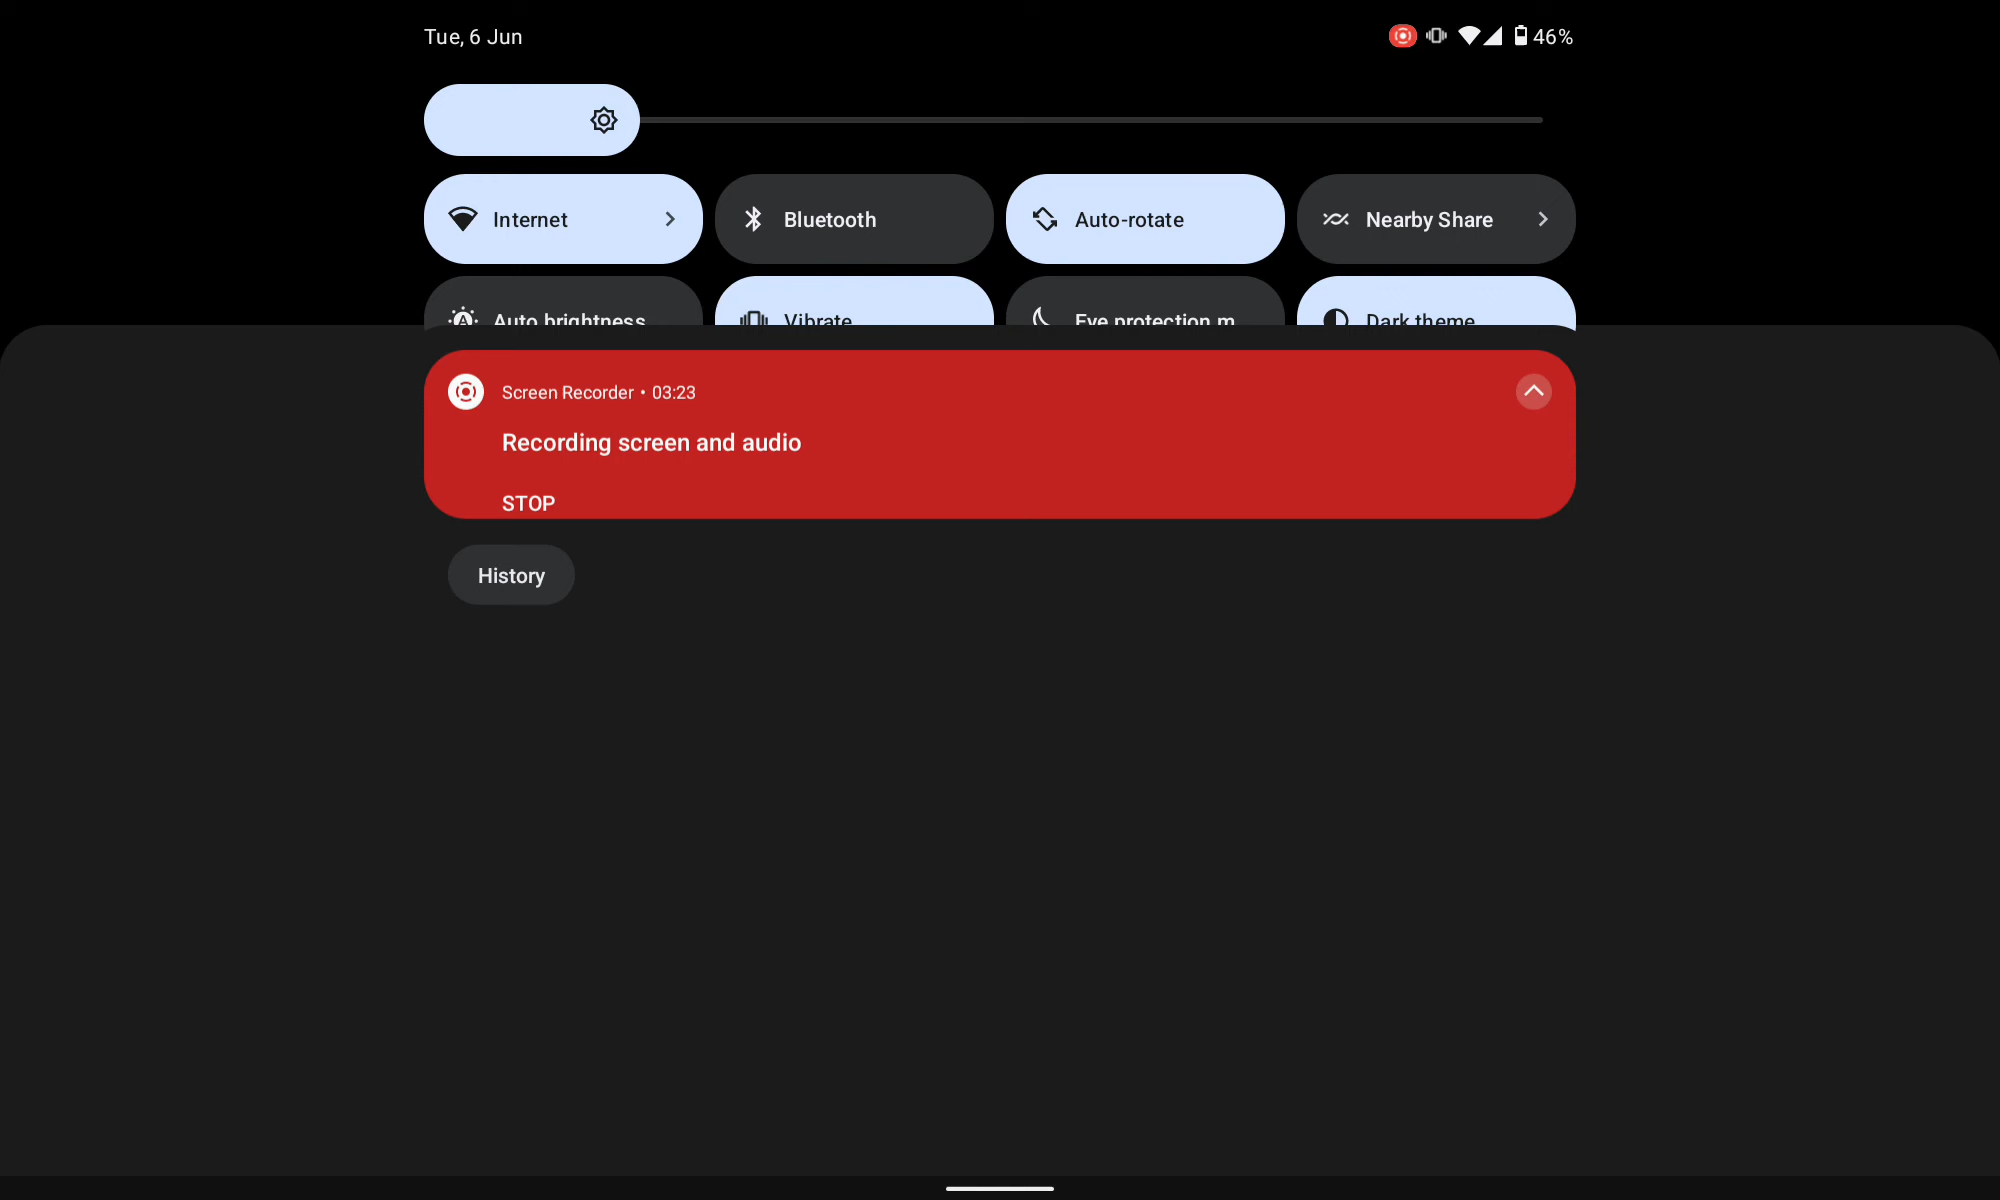 Tue, 6 Jun
46%
Internet
Bluetooth
Auto-rotate
Nearby Share
Auto brightness
Vibrate
Eye protection m
Dark theme
Screen Recorder • 03:23
Recording screen and audio
STOP
History